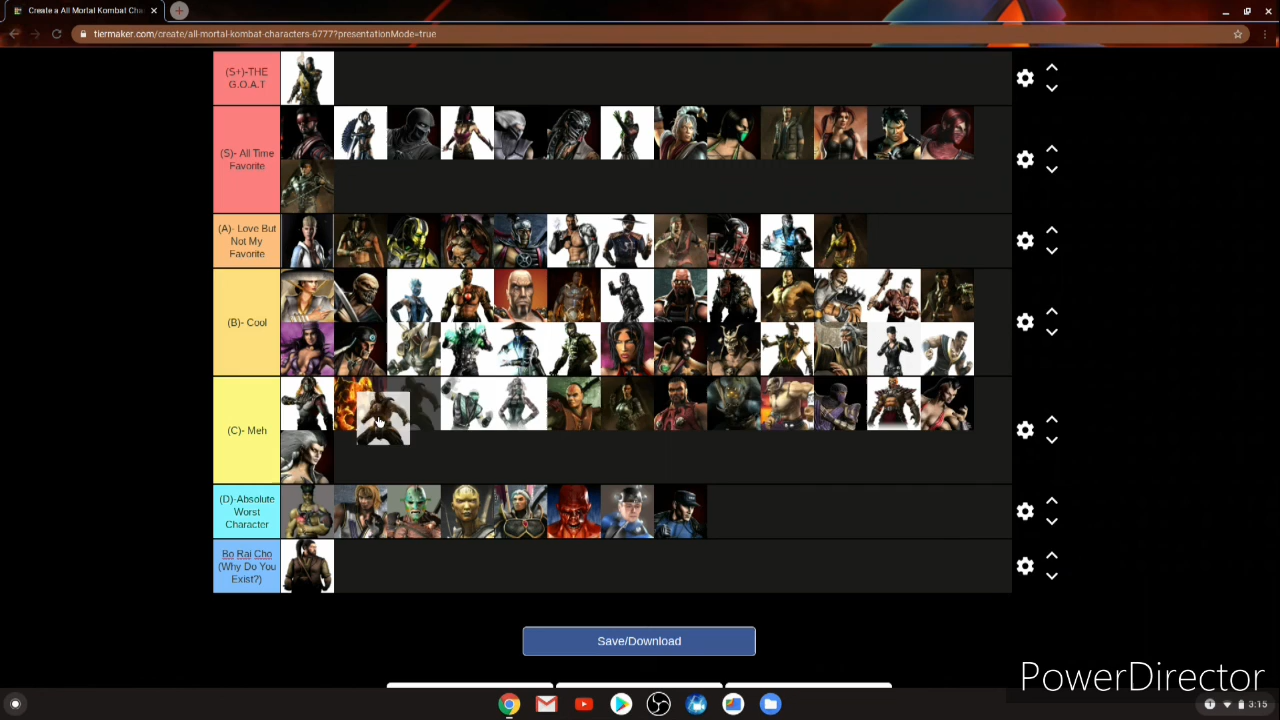 Create a All Mortal Kombat Cha
tiermaker.com/create/all-mortal-kombat-characters-6777?presentationMode=true
(S+)-THE
G.O.A.T
(S)- All Time
Favorite
(A)- Love But
Not My
Favorite
(B)- Cool
(C)- Meh
(D)-Absolute
Worst
Character
Bo Rai Cho
(Why Do You
Exist?)
Save/Download
PowerDirector
3:15